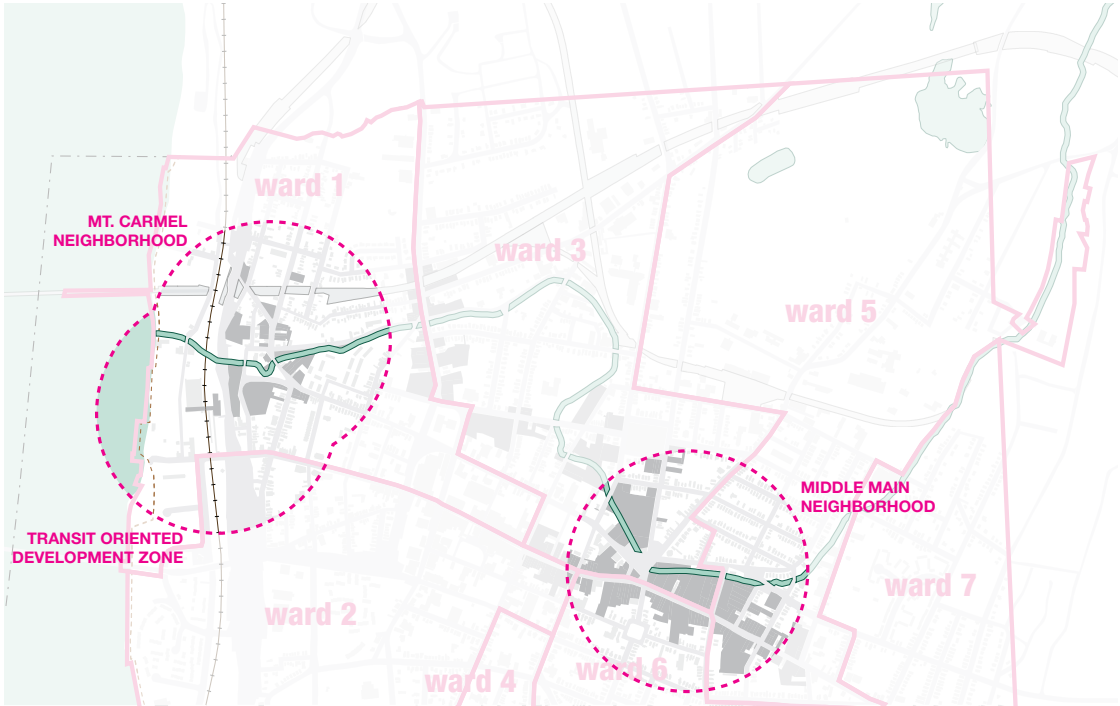 ward 1
MT. CARMEL
NEIGHBORHOOD
ward 3
ward 5
MIDDLE MAIN
NEIGHBORHOOD
TRANSIT ORIENTED
DEVELOPMENT ZONE
ward 7
ward 2
ward 6
ward 4